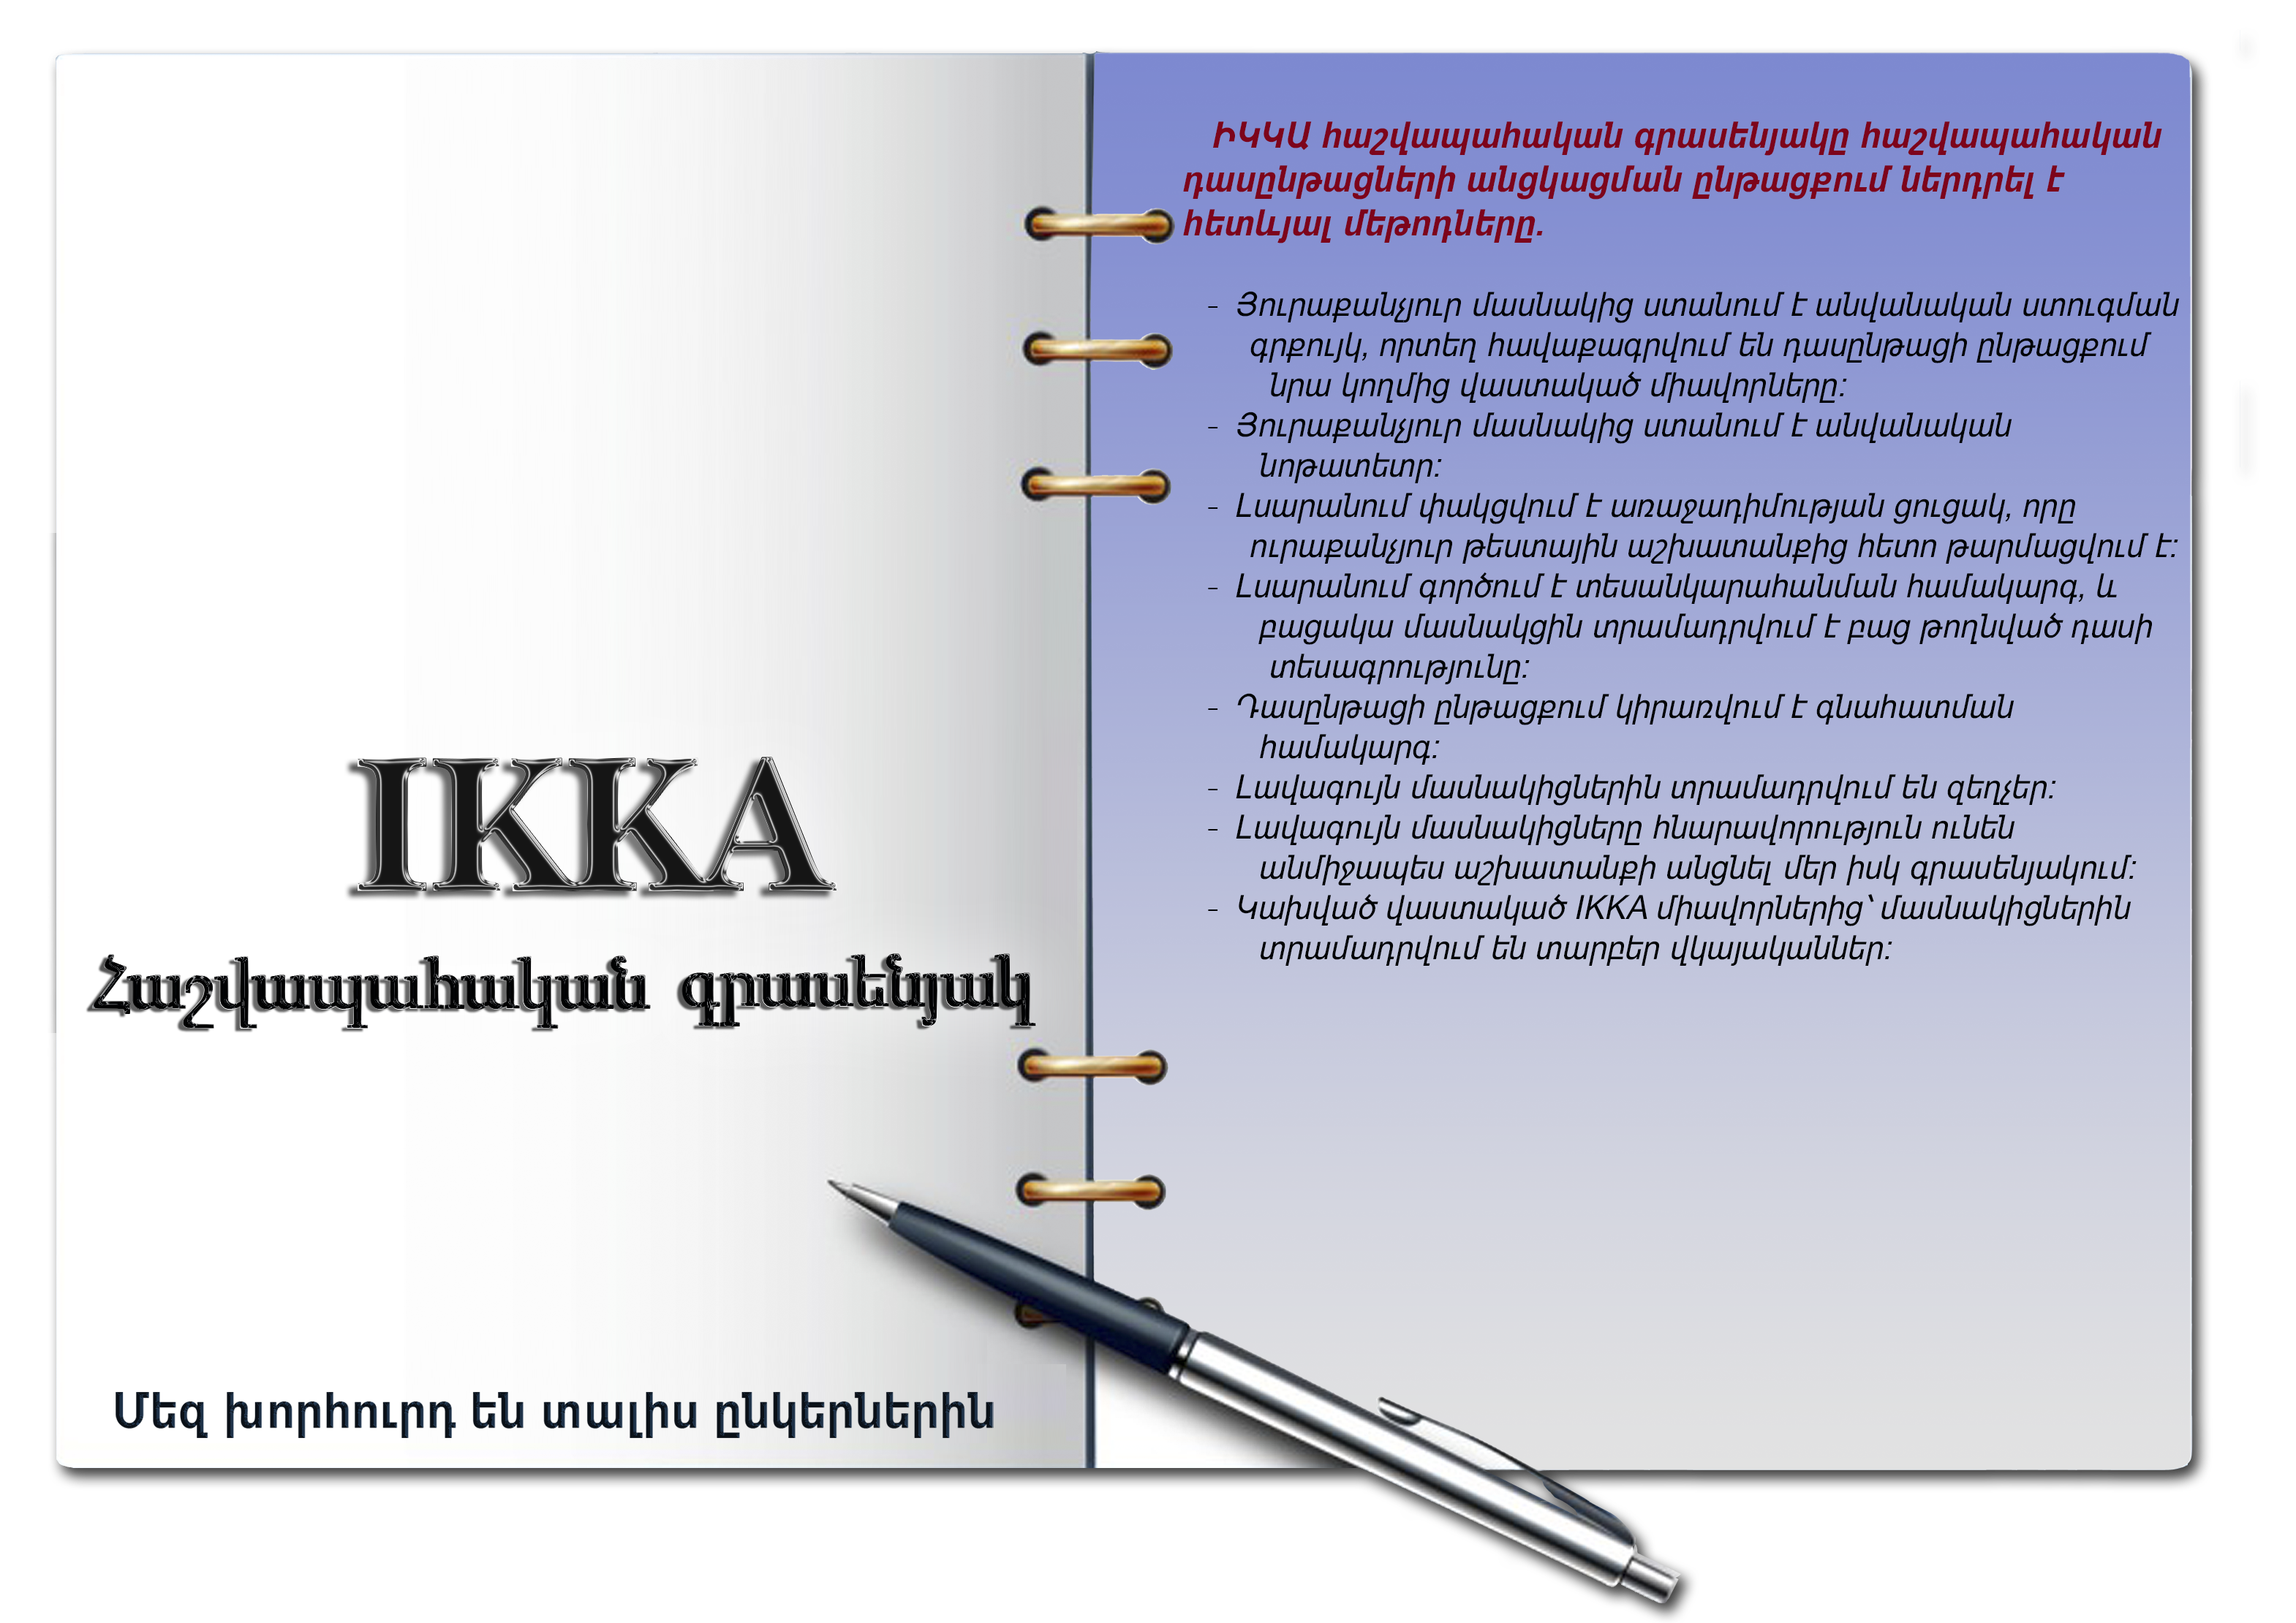 IKKA
Հաշվապահական գրասենյակ
Մեզ խորհուրդ են տալիս ընկերներին
ԻԿԿԱ հաշվապահական գրասենյակը հաշվապահական
դասընթացների անցկացման ընթացքում ներդրել է
հետևյալ մեթոդները.
- Յուրաքանչյուր մասնակից ստանում է անվանական ստուգման
գրքույկ, որտեղ հավաքագրվում են դասընթացի ընթացքում
նրա կողմից վաստակած միավորները:
- Յուրաքանչյուր մասնակից ստանում է անվանական
նոթատետր:
- Լսարանում փակցվում է առաջադիմության ցուցակ, որը
ուրաքանչյուր թեստային աշխատանքից հետո թարմացվում է:
- Լսարանում գործում է տեսանկարահանման համակարգ, և
բացակա մասնակցին տրամադրվում է բաց թողնված դասի
տեսագրությունը:
- Դասընթացի ընթացքում կիրառվում է գնահատման
համակարգ:
- Լավագույն մասնակիցներին տրամադրվում են զեղչեր:
- Լավագույն մասնակիցները հնարավորություն ունեն
անմիջապես աշխատանքի անցնել մեր իսկ գրասենյակում:
- Կախված վաստակած IKKA միավորներից՝ մասնակիցներին
տրամադրվում են տարբեր վկայականներ: